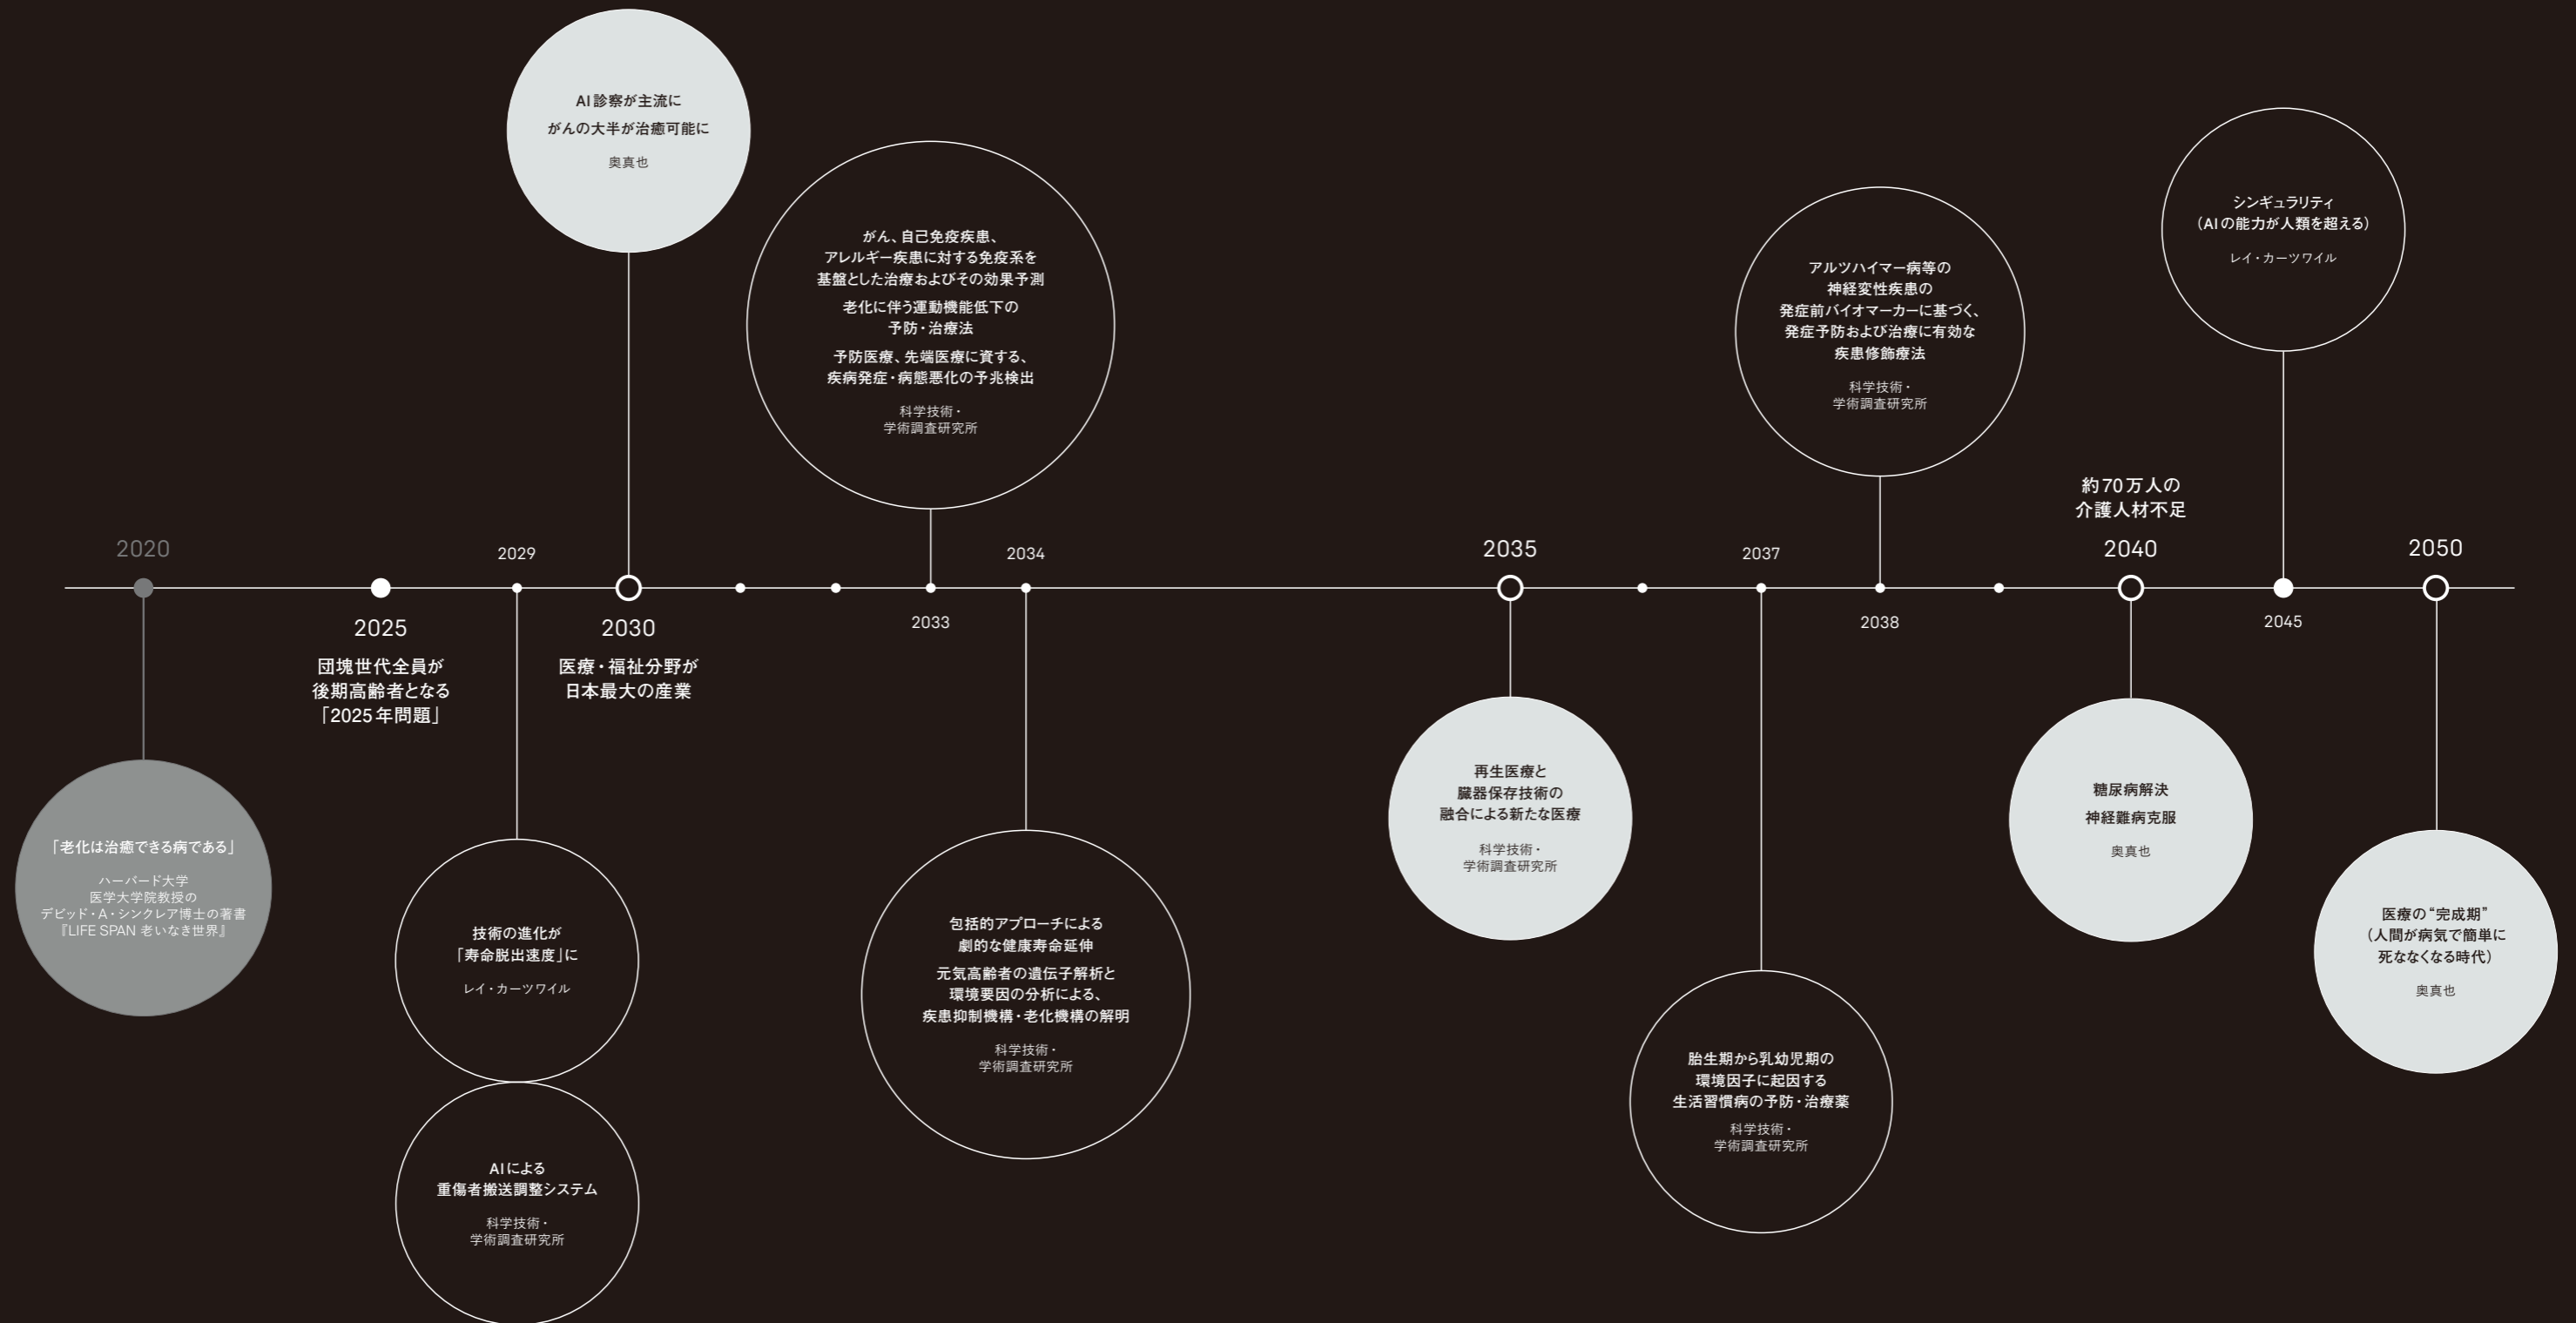 2020
「老化は治癒できる病である」
ハーバード大学
医学大学院教授の
デビッド・A・シンクレア博士の著書
『LIFE SPAN 老いなき世界』
2025
団塊世代全員が
後期高齢者となる
「2025年問題」
2029
技術の進化が
「寿命脱出速度」に
レイ・カーツワイル
AIによる
重傷者搬送調整システム
科学技術・
学術調査研究所
AI診察が主流に
がんの大半が治癒可能に
奥真也
2030
医療・福祉分野が
日本最大の産業
がん、自己免疫疾患、
アレルギー疾患に対する免疫系を
基盤とした治療およびその効果予測
老化に伴う運動機能低下の
予防・治療法
予防医療、先端医療に資する、
疾病発症・病態悪化の予兆検出
科学技術・
学術調査研究所
2033
2034
包括的アプローチによる
劇的な健康寿命延伸
元気高齢者の遺伝子解析と
環境要因の分析による、
疾患抑制機構・老化機構の解明
科学技術・
学術調査研究所
2035
再生医療と
臓器保存技術の
融合による新たな医療
科学技術・
学術調査研究所
2037
胎生期から乳幼児期の
環境因子に起因する
生活習慣病の予防・治療薬
科学技術・
学術調査研究所
アルツハイマー病等の
神経変性疾患の
発症前バイオマーカーに基づく、
発症予防および治療に有効な
疾患修飾療法
科学技術・
学術調査研究所
2038
約70万人の
介護人材不足
2040
糖尿病解決
神経難病克服
奥真也
シンギュラリティ
(AIの能力が人類を超える)
レイ・カーツワイル
2045
2050
医療の“完成期”
(人間が病気で簡単に
死ななくなる時代)
奥真也